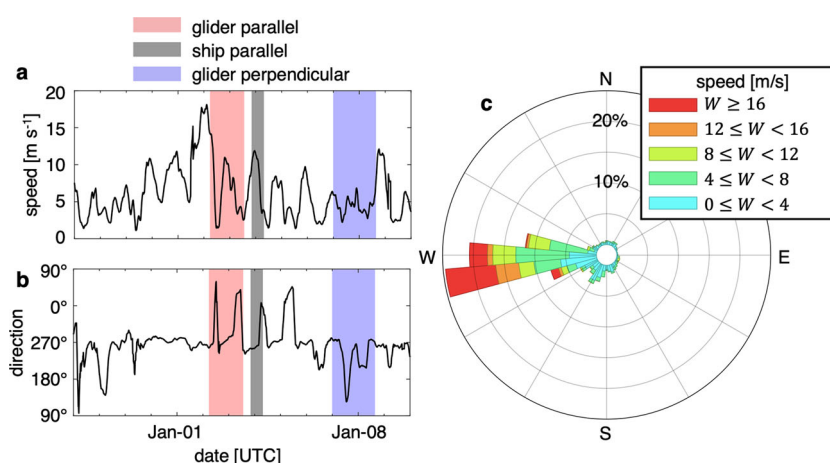 glider parallel
ship parallel
glider perpendicular
a
speed [m s⁻¹]
20
15
10
5
0
b
direction
90°
0°
270°
180°
90°
Jan-01
Jan-08
date [UTC]
c
N
20%
10%
W
E
S
speed [m/s]
W ≥ 16
12 ≤ W < 16
8 ≤ W < 12
4 ≤ W < 8
0 ≤ W < 4